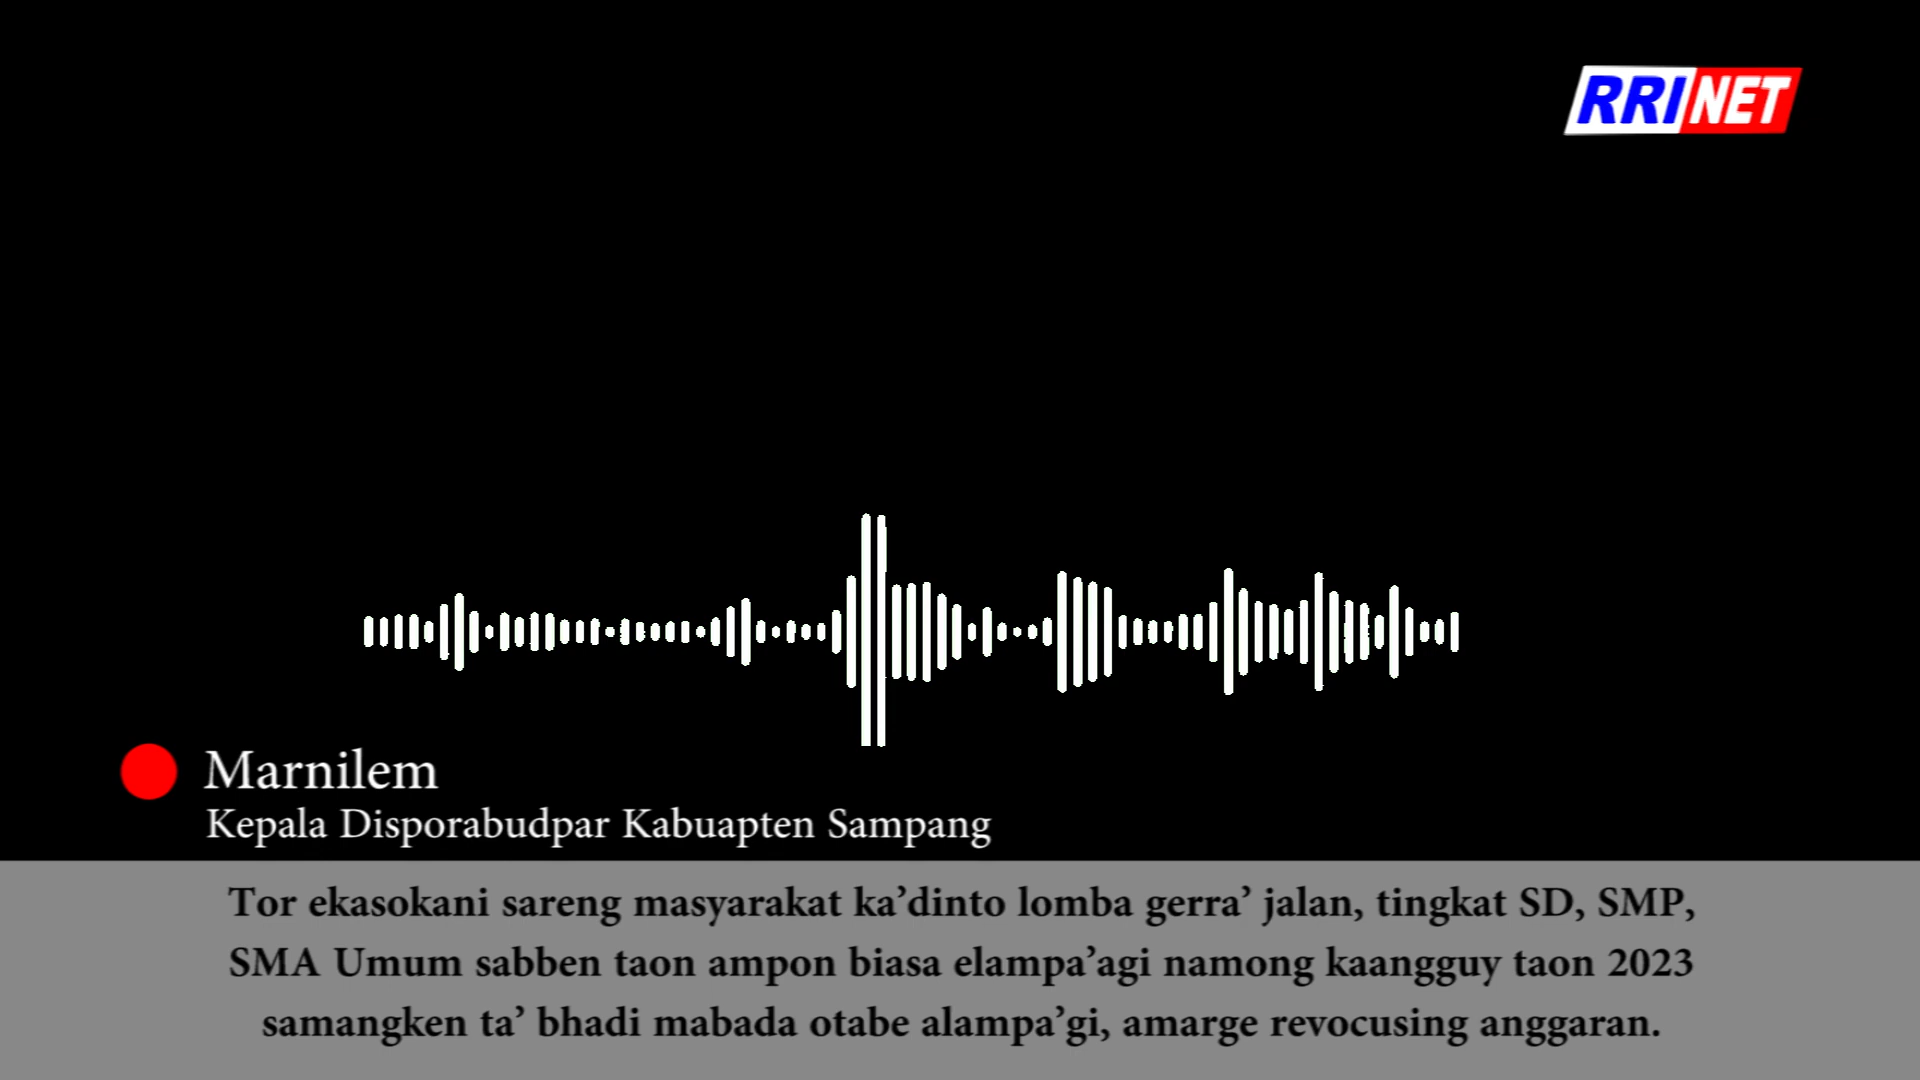 RRINET
Marnilem
Kepala Disporabudpar Kabuapten Sampang
Tor ekasokani sareng masyarakat ka’dinto lomba gerra’ jalan, tingkat SD, SMP,
SMA Umum sabben taon ampon biasa elampa’agi namong kaangguy taon 2023
samangken ta’ bhadi mabada otabe alampa’gi, amarge revocusing anggaran.